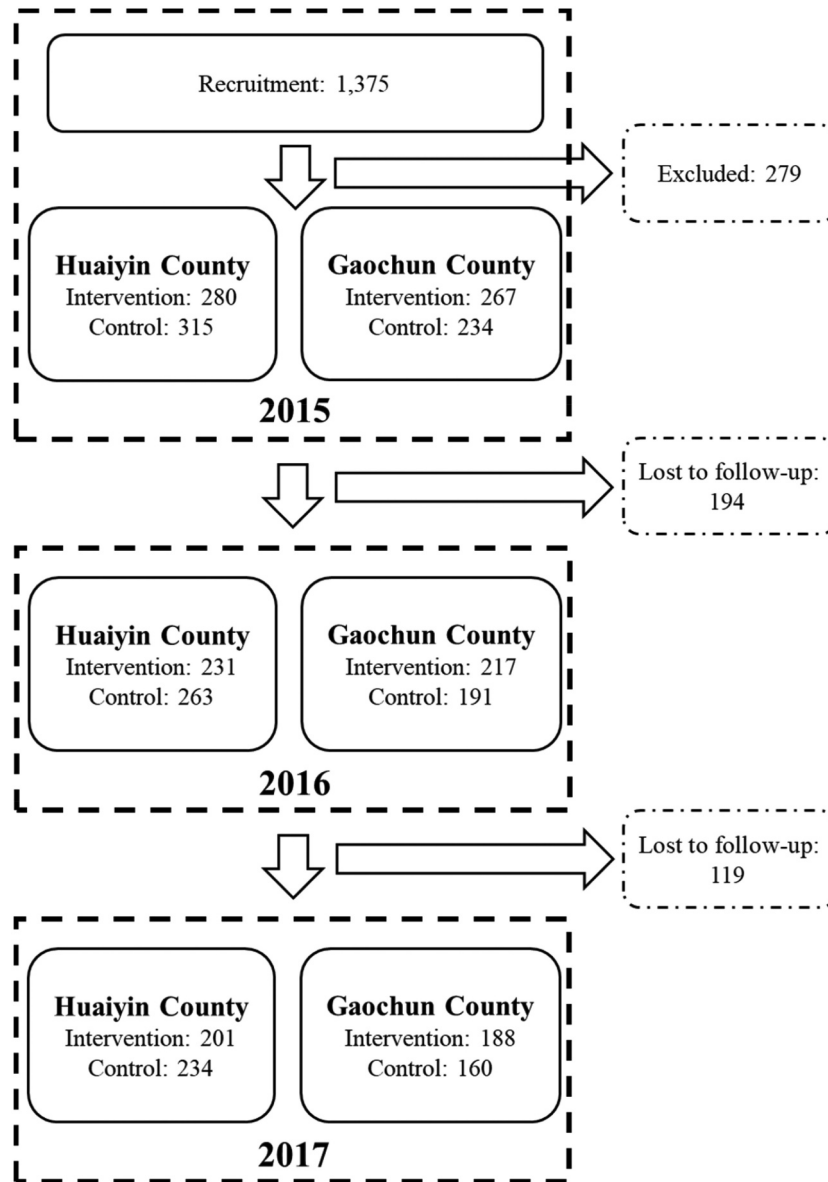 Recruitment: 1,375
Excluded: 279
Huaiyin County
Intervention: 280
Control: 315
Gaochun County
Intervention: 267
Control: 234
2015
Lost to follow-up:
194
Huaiyin County
Intervention: 231
Control: 263
Gaochun County
Intervention: 217
Control: 191
2016
Lost to follow-up:
119
Huaiyin County
Intervention: 201
Control: 234
Gaochun County
Intervention: 188
Control: 160
2017